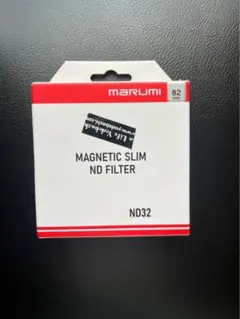 marumi
82
MAGNETIC SLIM
ND FILTER
ND32